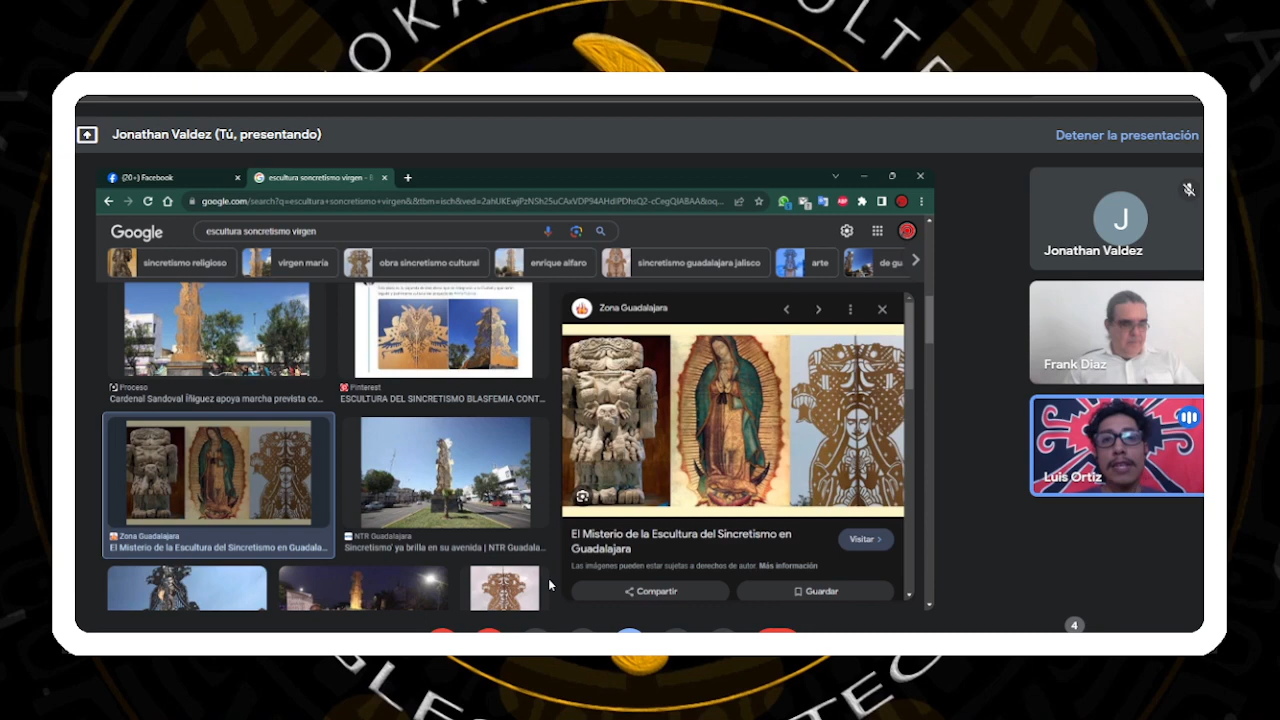 Jonathan Valdez (Tú, presentando)
Detener la presentación
(20+) Facebook
escultura soncretismo virgen -
escultura soncretismo virgen
Google
sincretismo religioso
virgen maría
obra sincretismo cultural
enrique alfaro
sincretismo guadalajara jalisco
arte
de gu
Proceso
Cardenal Sandoval Íñiguez apoya marcha prevista co...
Pinterest
ESCULTURA DEL SINCRETISMO BLASFEMIA CONT...
Zona Guadalajara
El Misterio de la Escultura del Sincretismo en Guadala...
NTR Guadalajara
Sincretismo' ya brilla en su avenida | NTR Guadala...
Zona Guadalajara
El Misterio de la Escultura del Sincretismo en
Guadalajara
Visitar
Las imágenes pueden estar sujetas a derechos de autor. Más información
Compartir
Guardar
J
Jonathan Valdez
Frank Diaz
Luis Ortiz
4